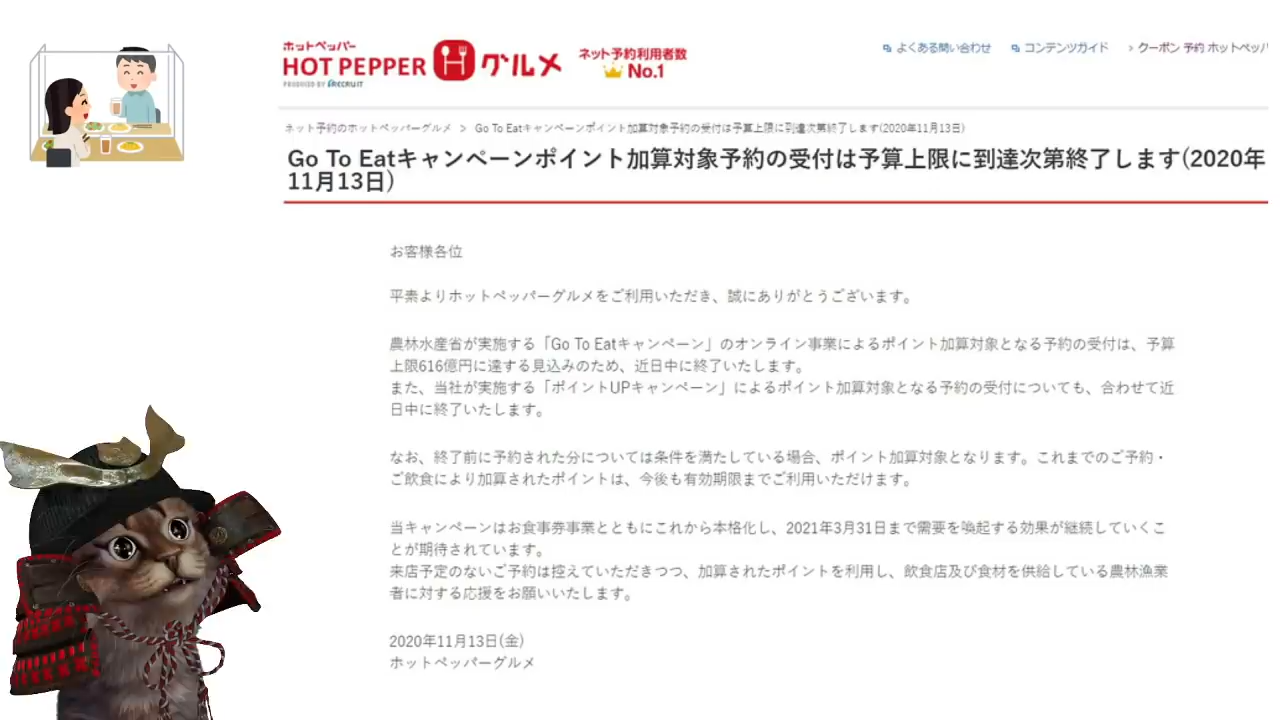 ホットペッパー
HOT PEPPER グルメ
PRODUCED BY RECRUIT
ネット予約利用者数
No.1
よくある問い合わせ コンテンツガイド クーポン 予約 ホットペッパ
ネット予約のホットペッパーグルメ > Go To Eatキャンペーンポイント加算対象予約の受付は予算上限に到達次第終了します(2020年11月13日)
Go To Eatキャンペーンポイント加算対象予約の受付は予算上限に到達次第終了します(2020年
11月13日)
お客様各位
平素よりホットペッパーグルメをご利用いただき、誠にありがとうございます。
農林水産省が実施する「Go To Eatキャンペーン」のオンライン事業によるポイント加算対象となる予約の受付は、予算
上限616億円に達する見込みのため、近日中に終了いたします。
また、当社が実施する「ポイントUPキャンペーン」によるポイント加算対象となる予約の受付についても、合わせて近
日中に終了いたします。
なお、終了前に予約された分については条件を満たしている場合、ポイント加算対象となります。これまでのご予約・
ご飲食により加算されたポイントは、今後も有効期限までご利用いただけます。
当キャンペーンはお食事券事業とともにこれから本格化し、2021年3月31日まで需要を喚起する効果が継続していくこ
とが期待されています。
来店予定のないご予約は控えていただきつつ、加算されたポイントを利用し、飲食店及び食材を供給している農林漁業
者に対する応援をお願いいたします。
2020年11月13日(金)
ホットペッパーグルメ